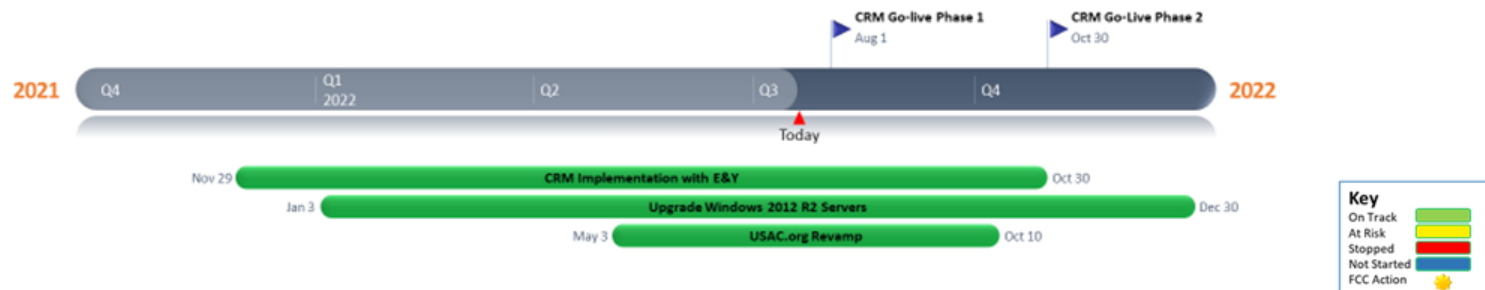 CRM Go-live Phase 1
Aug 1
CRM Go-Live Phase 2
Oct 30
2021
Q4
Q1
2022
Q2
Q3
Q4
2022
Today
Nov 29
CRM Implementation with E&Y
Oct 30
Jan 3
Upgrade Windows 2012 R2 Servers
Dec 30
May 3
USAC.org Revamp
Oct 10
Key
On Track
At Risk
Stopped
Not Started
FCC Action